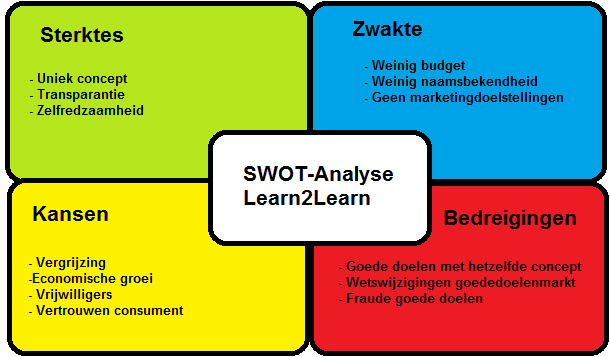 Sterktes
- Uniek concept
- Transparantie
- Zelfredzaamheid
Zwakte
- Weinig budget
- Weinig naamsbekendheid
- Geen marketingdoelstellingen
SWOT-Analyse
Learn2Learn
Kansen
- Vergrijzing
-Economische groei
- Vrijwilligers
- Vertrouwen consument
Bedreigingen
- Goede doelen met hetzelfde concept
- Wetswijzigingen goededoelenmarkt
- Fraude goede doelen